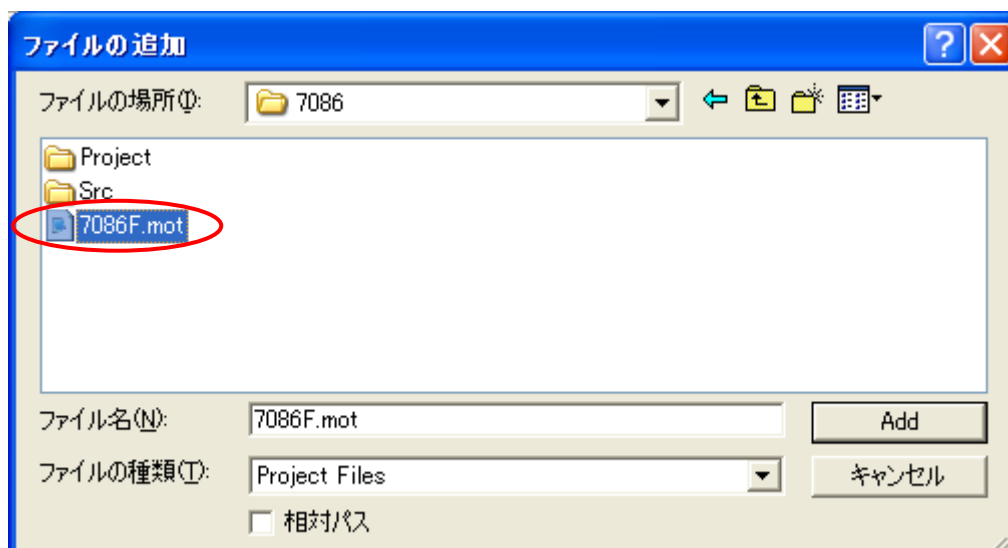 ファイルの追加
ファイルの場所(I):
7086
Project
Src
7086F.mot
ファイル名(N):
7086F.mot
Add
ファイルの種類(T):
Project Files
キャンセル
相対パス